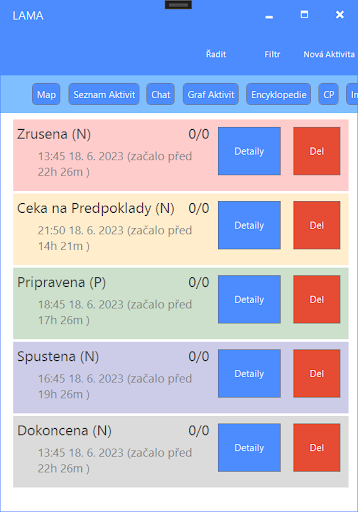 LAMA
Řadit Filtr Nová Aktivita
Map Seznam Aktivit Chat Graf Aktivit Encyklopedie CP
Zrusena (N) 0/0 Detaily Del
13:45 18. 6. 2023 (začalo před
22h 26m )
Ceka na Predpoklady (N) 0/0 Detaily Del
21:50 18. 6. 2023 (začalo před
14h 21m )
Pripravena (P) 0/0 Detaily Del
18:45 18. 6. 2023 (začalo před
17h 26m )
Spustena (N) 0/0 Detaily Del
16:45 18. 6. 2023 (začalo před
19h 26m )
Dokoncena (N) 0/0 Detaily Del
13:45 18. 6. 2023 (začalo před
22h 26m )